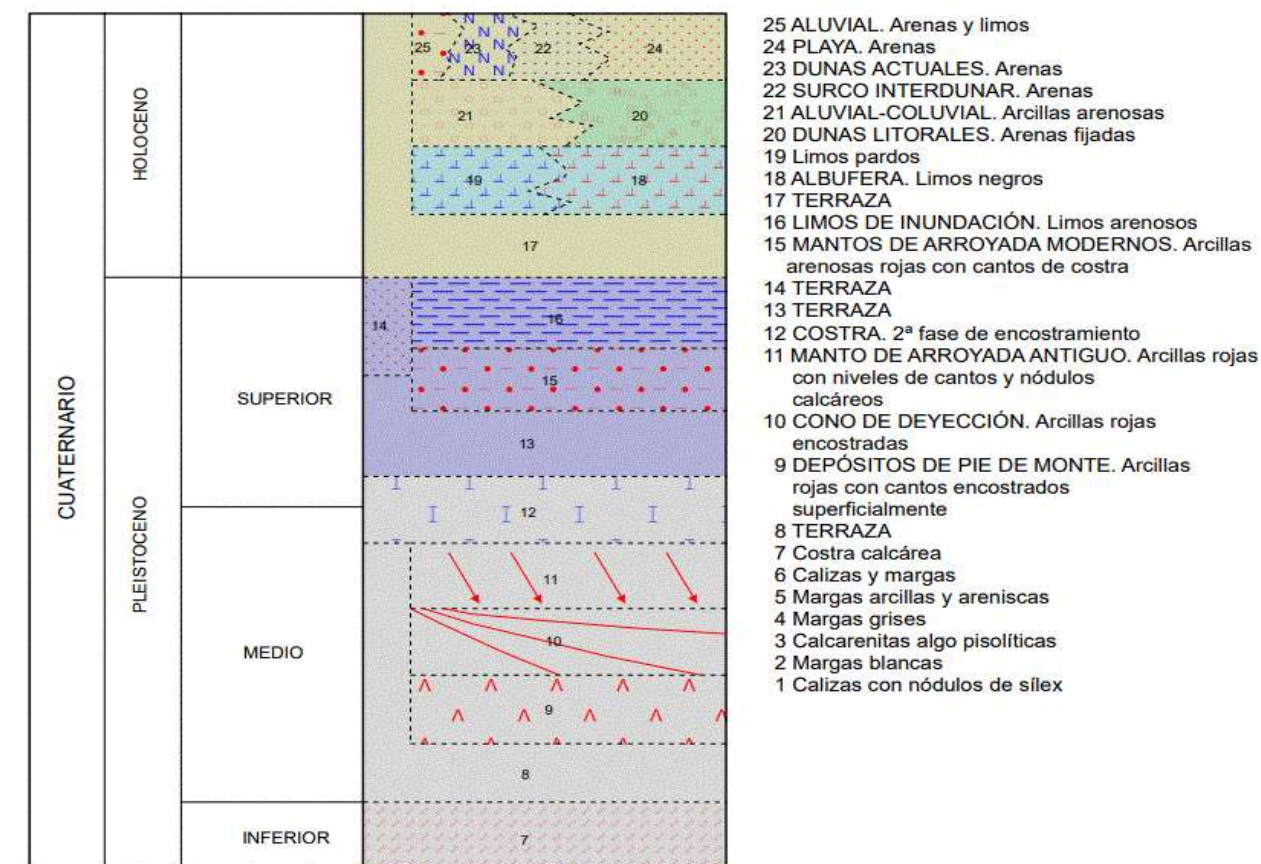 CUATERNARIO
HOLOCENO
PLEISTOCENO
SUPERIOR
MEDIO
INFERIOR
25
23
22
24
21
20
19
18
17
14
16
15
13
12
11
10
9
8
7
25 ALUVIAL. Arenas y limos
24 PLAYA. Arenas
23 DUNAS ACTUALES. Arenas
22 SURCO INTERDUNAR. Arenas
21 ALUVIAL-COLUVIAL. Arcillas arenosas
20 DUNAS LITORALES. Arenas fijadas
19 Limos pardos
18 ALBUFERA. Limos negros
17 TERRAZA
16 LIMOS DE INUNDACIÓN. Limos arenosos
15 MANTOS DE ARROYADA MODERNOS. Arcillas
arenosas rojas con cantos de costra
14 TERRAZA
13 TERRAZA
12 COSTRA. 2ª fase de encostramiento
11 MANTO DE ARROYADA ANTIGUO. Arcillas rojas
con niveles de cantos y nódulos
calcáreos
10 CONO DE DEYECCIÓN. Arcillas rojas
encostradas
9 DEPÓSITOS DE PIE DE MONTE. Arcillas
rojas con cantos encostrados
superficialmente
8 TERRAZA
7 Costra calcárea
6 Calizas y margas
5 Margas arcillas y areniscas
4 Margas grises
3 Calcarenitas algo pisolíticas
2 Margas blancas
1 Calizas con nódulos de sílex